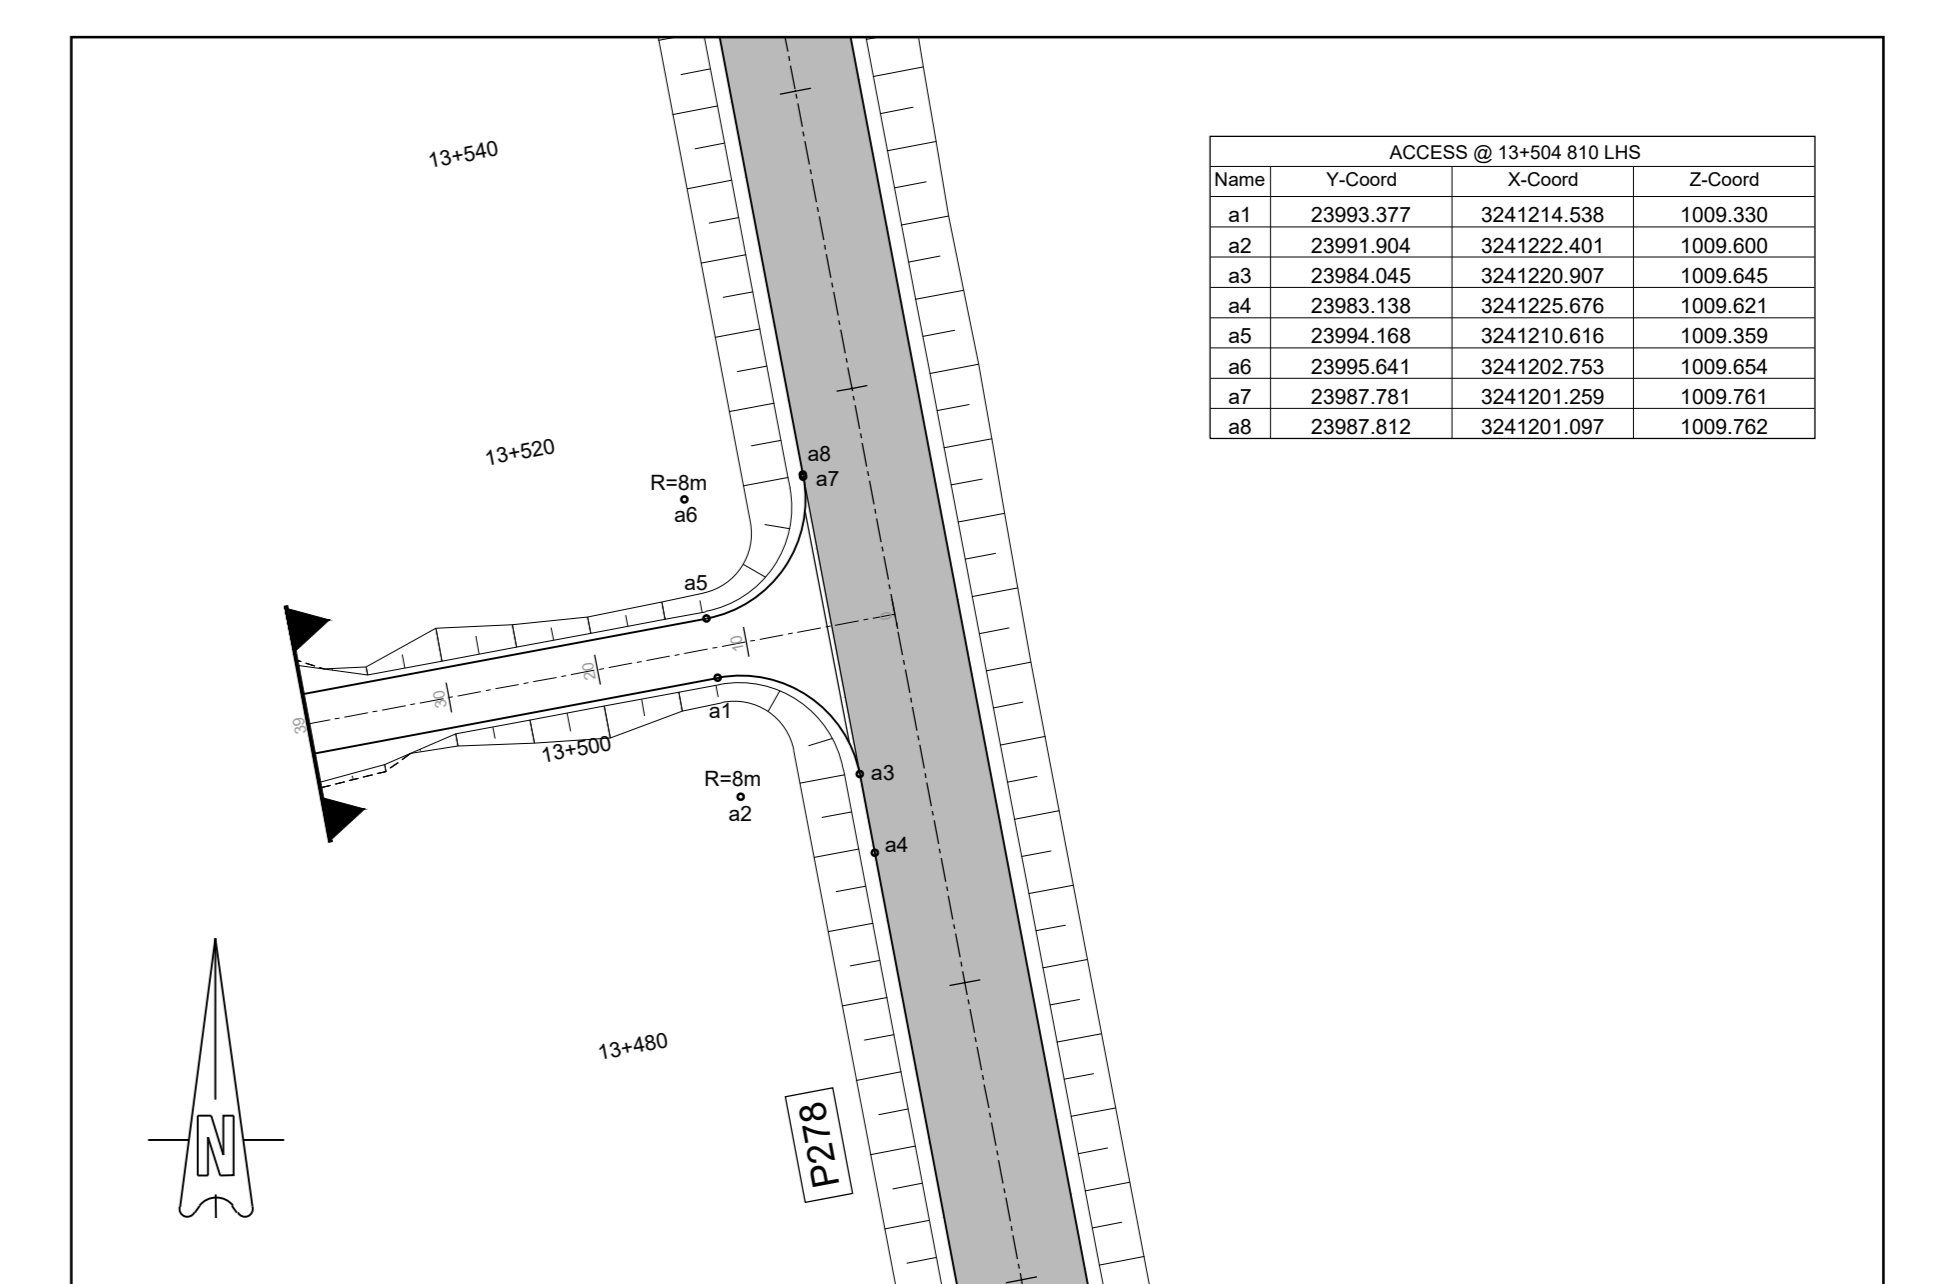 13+540
ACCESS @ 13+504 810 LHS
Name Y-Coord X-Coord Z-Coord
a1 23993.377 3241214.538 1009.330
a2 23991.904 3241222.401 1009.600
a3 23984.045 3241220.907 1009.645
a4 23983.138 3241225.676 1009.621
a5 23994.168 3241210.616 1009.359
a6 23995.641 3241202.753 1009.654
a7 23987.781 3241201.259 1009.761
a8 23987.812 3241201.097 1009.762
13+520
a8
a7
R=8m
a6
a5
0
10
20
30
39
a1
13+500
R=8m
a2
a3
a4
13+480
P278
N